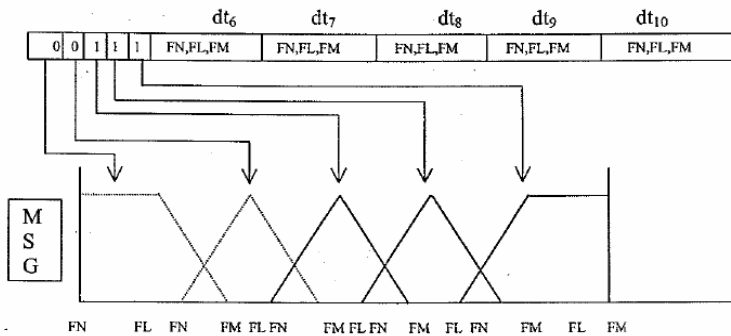 dt6 dt7 dt8 dt9 dt10
0 0 1 1 1 FN,FL,FM FN,FL,FM FN,FL,FM FN,FL,FM FN,FL,FM
M
S
G
FN FL FN FM FL FN FM FL FN FM FL FN FM FL FM